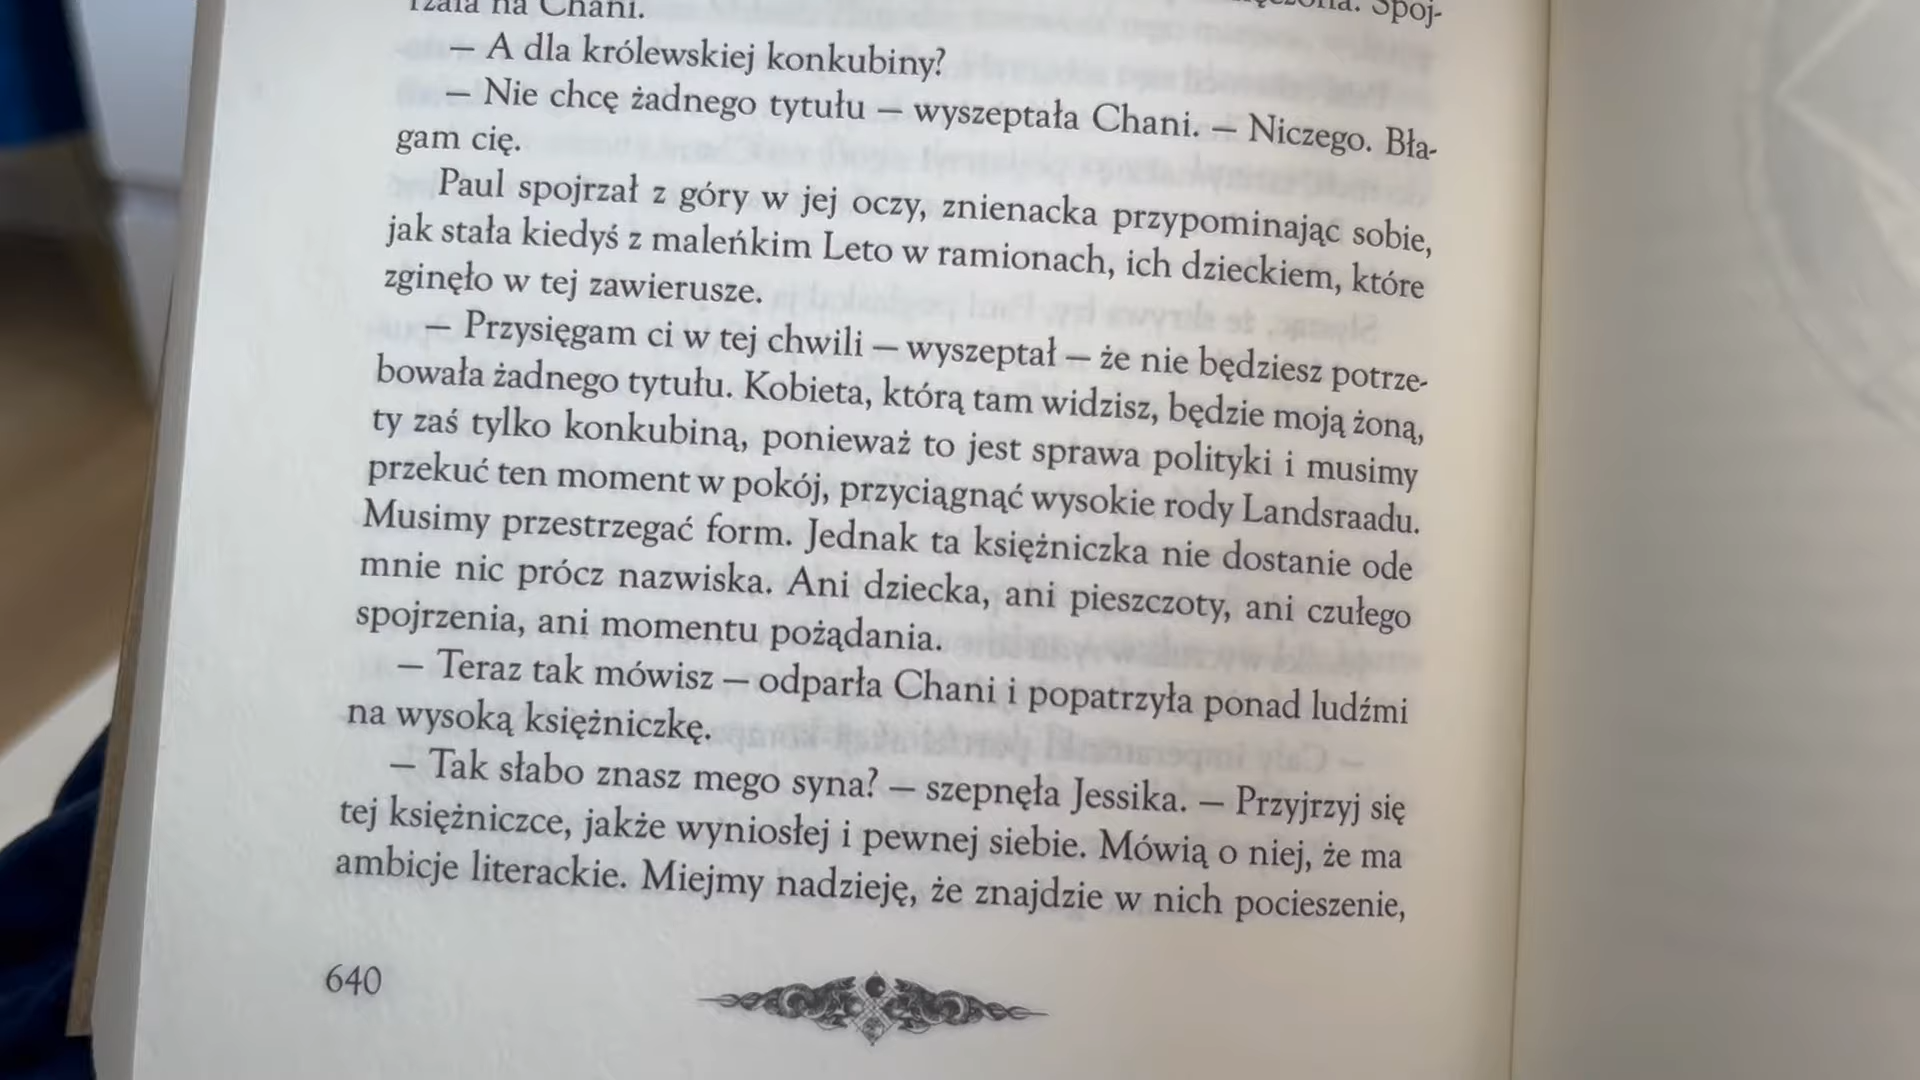 rzała na Chani. Spoj-
— A dla królewskiej konkubiny?
— Nie chcę żadnego tytułu — wyszeptała Chani. — Niczego. Bła-
gam cię.
Paul spojrzał z góry w jej oczy, znienacka przypominając sobie,
jak stała kiedyś z maleńkim Leto w ramionach, ich dzieckiem, które
zginęło w tej zawierusze.
— Przysięgam ci w tej chwili — wyszeptał — że nie będziesz potrze-
bowała żadnego tytułu. Kobieta, którą tam widzisz, będzie moją żoną,
ty zaś tylko konkubiną, ponieważ to jest sprawa polityki i musimy
przekuć ten moment w pokój, przyciągnąć wysokie rody Landsraadu.
Musimy przestrzegać form. Jednak ta księżniczka nie dostanie ode
mnie nic prócz nazwiska. Ani dziecka, ani pieszczoty, ani czułego
spojrzenia, ani momentu pożądania.
— Teraz tak mówisz — odparła Chani i popatrzyła ponad ludźmi
na wysoką księżniczkę.
— Tak słabo znasz mego syna? — szepnęła Jessika. — Przyjrzyj się
tej księżniczce, jakże wyniosłej i pewnej siebie. Mówią o niej, że ma
ambicje literackie. Miejmy nadzieję, że znajdzie w nich pocieszenie,
640